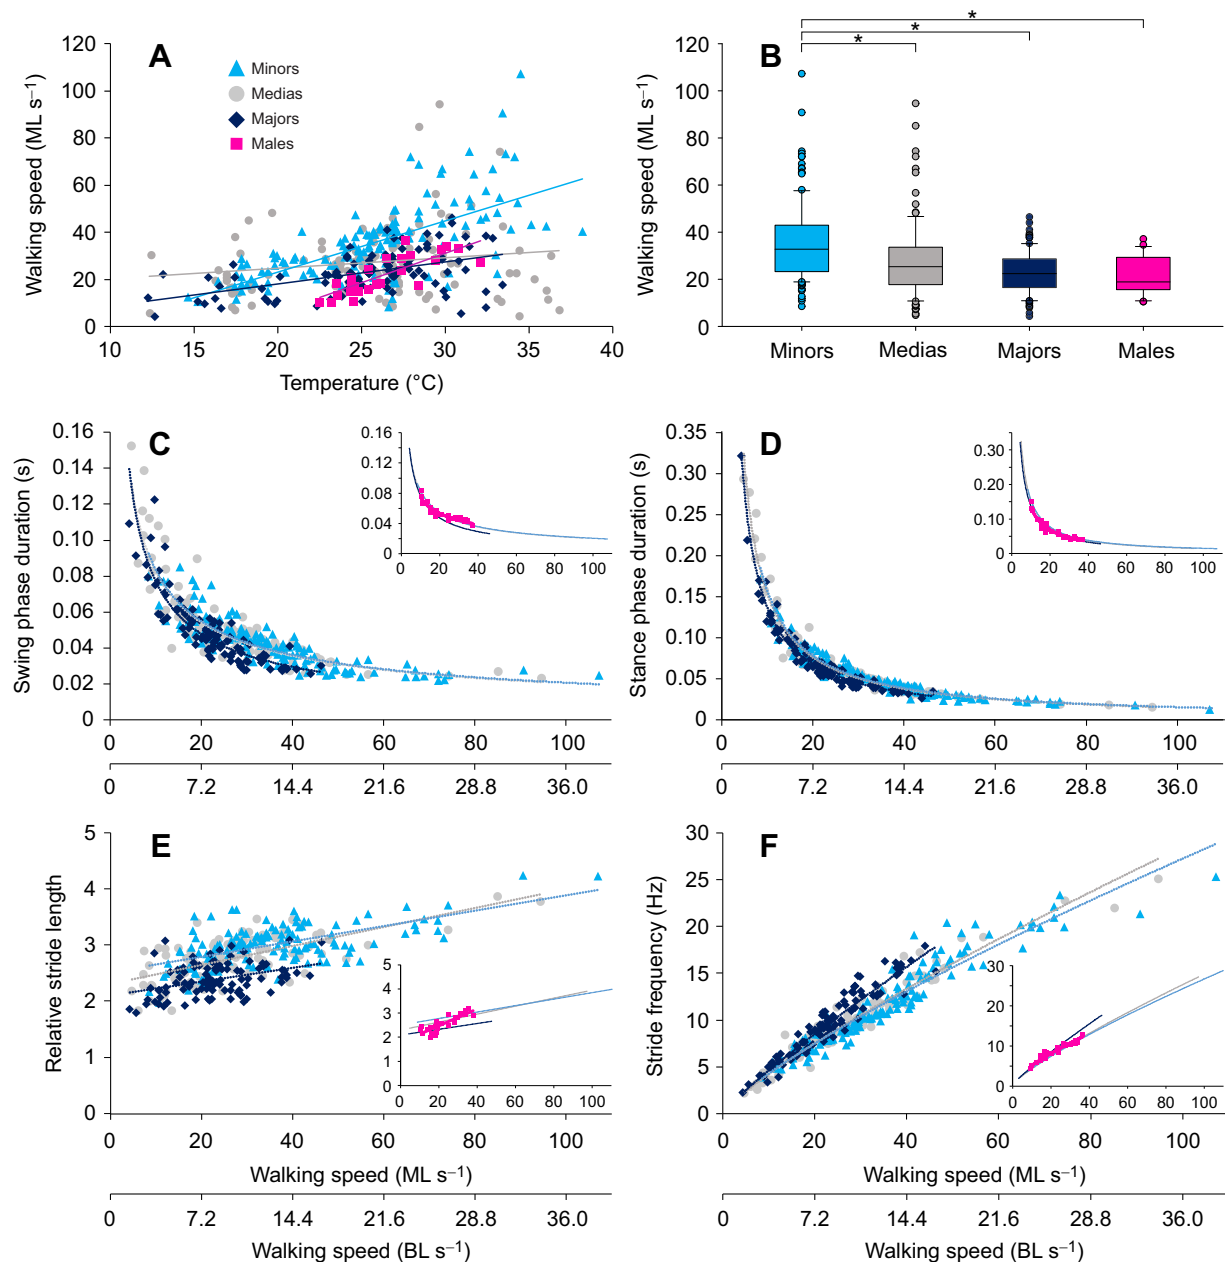 A
Walking speed (ML s⁻¹)
120
100
80
60
40
20
0
10 15 20 25 30 35 40
Temperature (°C)
Minors
Medias
Majors
Males
B
* * *
Walking speed (ML s⁻¹)
120
100
80
60
40
20
0
Minors Medias Majors Males
C
Swing phase duration (s)
0.16
0.14
0.12
0.10
0.08
0.06
0.04
0.02
0
0 20 40 60 80 100
0 7.2 14.4 21.6 28.8 36.0
0.16
0.12
0.08
0.04
0
0 20 40 60 80 100
D
Stance phase duration (s)
0.35
0.30
0.25
0.20
0.15
0.10
0.05
0
0 20 40 60 80 100
0 7.2 14.4 21.6 28.8 36.0
0.30
0.20
0.10
0
0 20 40 60 80 100
E
Relative stride length
5
4
3
2
1
0
0 20 40 60 80 100
Walking speed (ML s⁻¹)
0 7.2 14.4 21.6 28.8 36.0
Walking speed (BL s⁻¹)
5
4
3
2
1
0
0 10 20 40 60 80 100
F
Stride frequency (Hz)
30
25
20
15
10
5
0
0 20 40 60 80 100
Walking speed (ML s⁻¹)
0 7.2 14.4 21.6 28.8 36.0
Walking speed (BL s⁻¹)
30
20
10
0
0 20 40 60 80 100